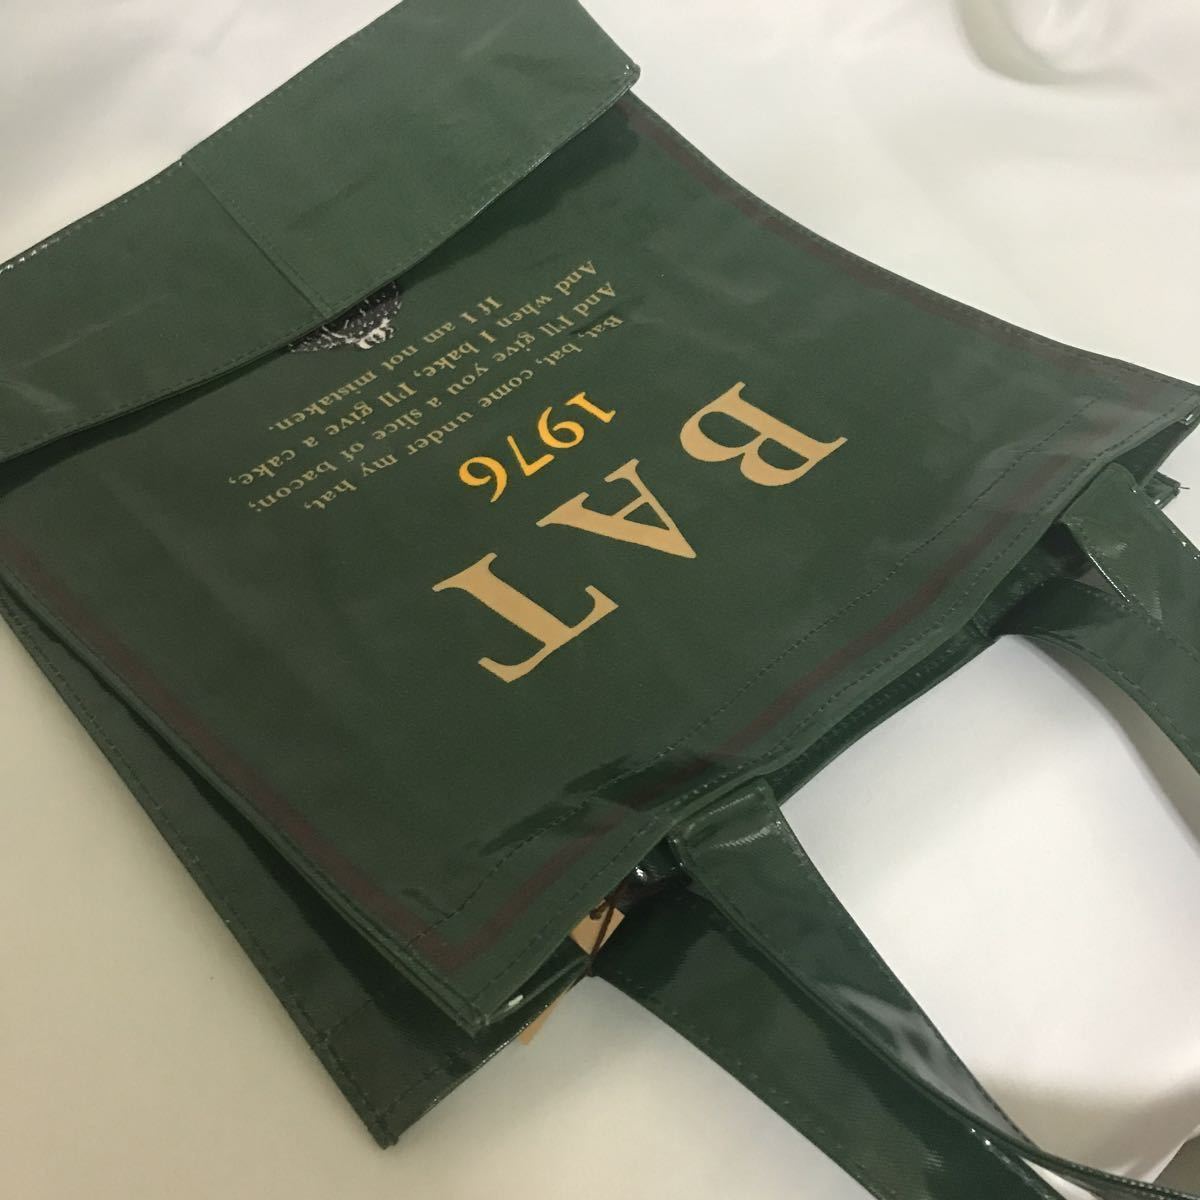 BAT
1976
Bat, bat, come under my hat,
And I'll give you a slice of bacon;
And when I bake, I'll give a cake,
If I am not mistaken.